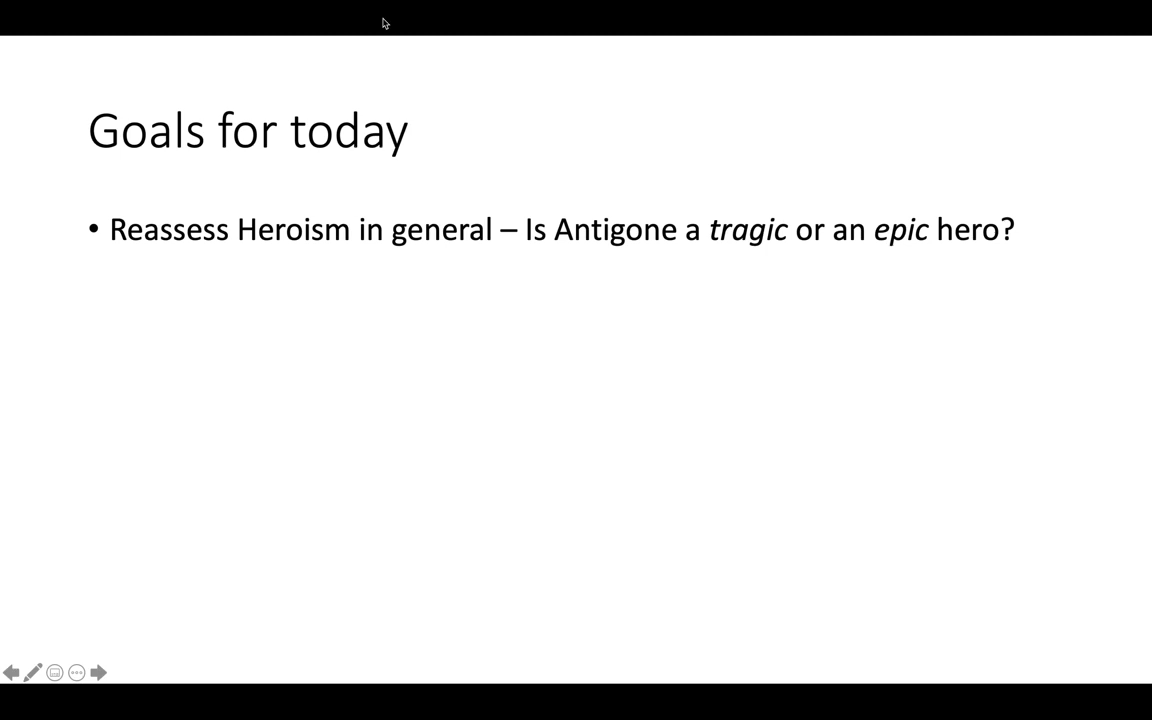 Goals for today
• Reassess Heroism in general – Is Antigone a tragic or an epic hero?